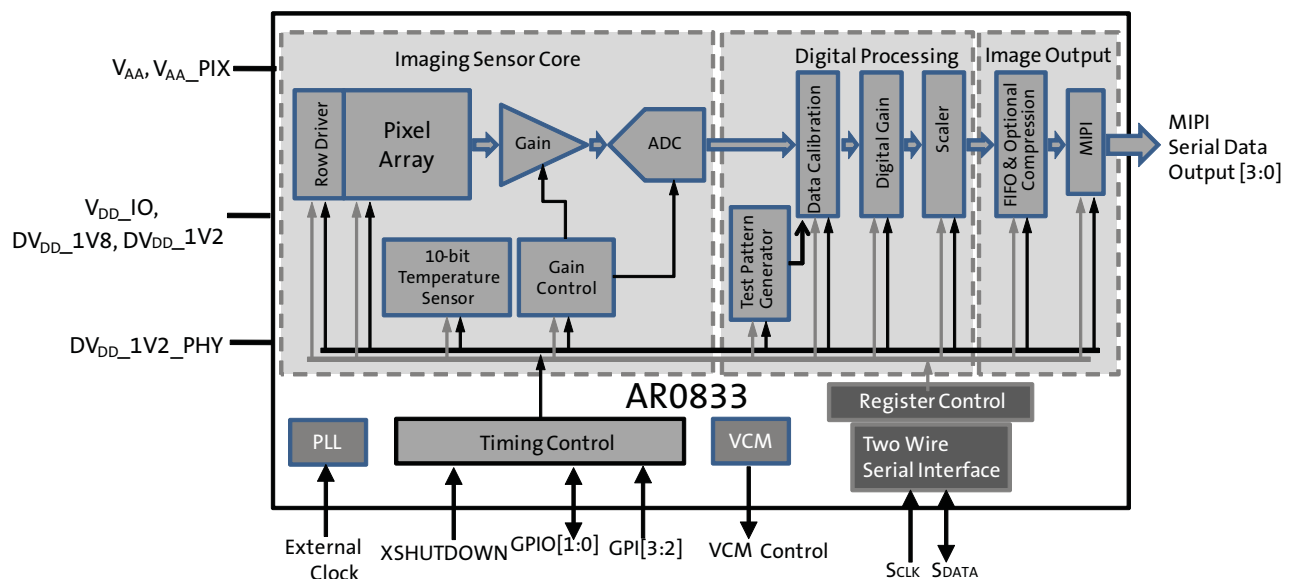 Imaging Sensor Core
Digital Processing
Image Output
VAA, VAA_PIX
Row Driver
Pixel
Array
Gain
ADC
Data Calibration
Digital Gain
Scaler
FIFO & Optional
Compression
MIPI
MIPI
Serial Data
Output [3:0]
VDD_IO,
DVDD_1V8, DVDD_1V2
10-bit
Temperature
Sensor
Gain
Control
Test Pattern
Generator
DVDD_1V2_PHY
AR0833
Register Control
PLL
Timing Control
VCM
Two Wire
Serial Interface
External
Clock
XSHUTDOWN
GPIO[1:0]
GPI[3:2]
VCM Control
SCLK
SDATA